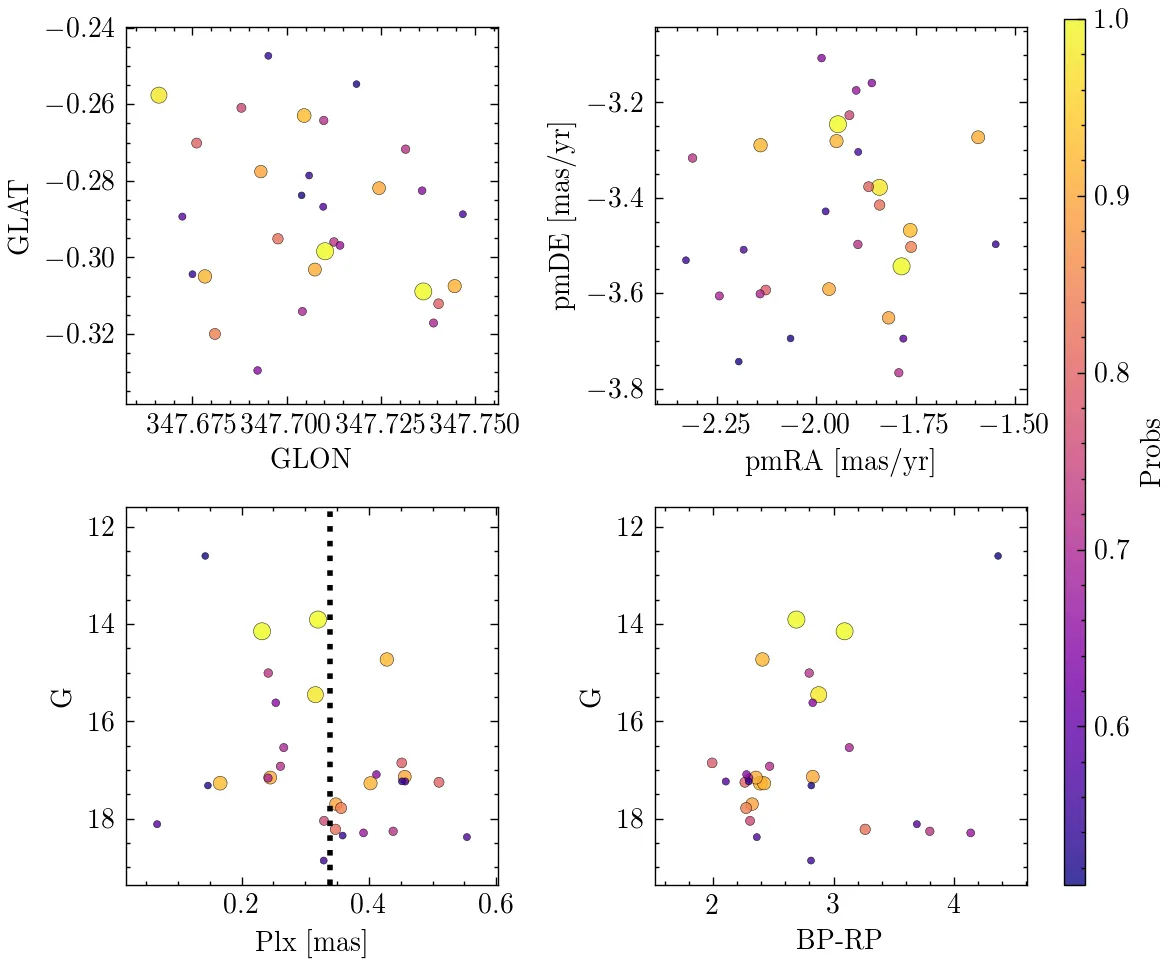 −0.24
−0.26
−0.28
−0.30
−0.32
GLAT
347.675 347.700 347.725 347.750
GLON
−3.2
−3.4
−3.6
−3.8
pmDE [mas/yr]
−2.25 −2.00 −1.75 −1.50
pmRA [mas/yr]
12
14
16
18
G
0.2 0.4 0.6
Plx [mas]
12
14
16
18
G
2 3 4
BP-RP
1.0
0.9
0.8
0.7
0.6
Probs